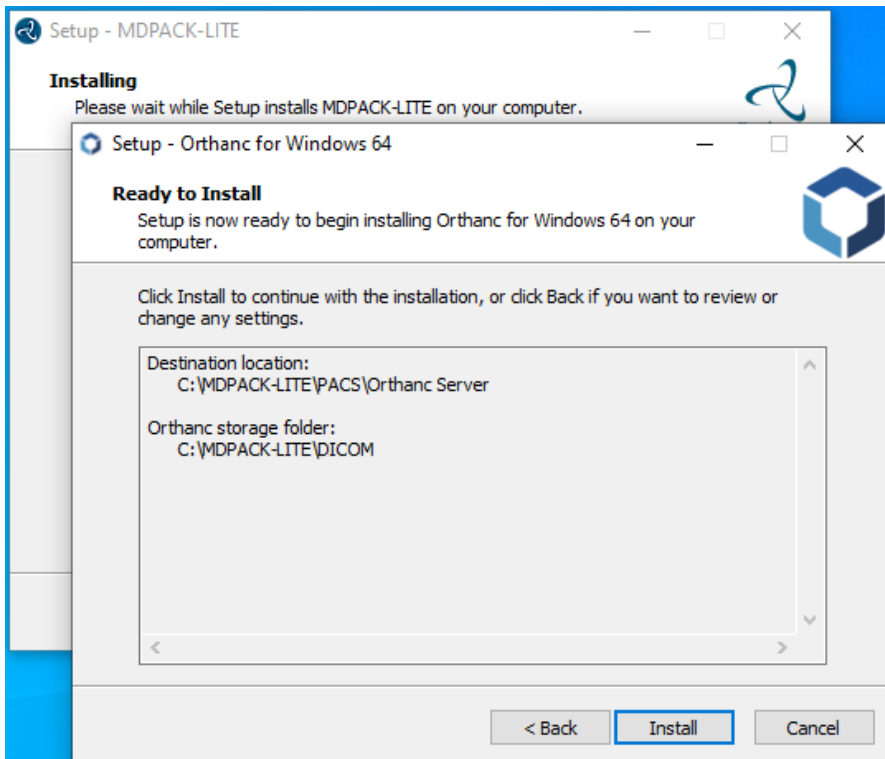 Setup - MDPACK-LITE
Installing
Please wait while Setup installs MDPACK-LITE on your computer.
Setup - Orthanc for Windows 64
Ready to Install
Setup is now ready to begin installing Orthanc for Windows 64 on your
computer.
Click Install to continue with the installation, or click Back if you want to review or
change any settings.
Destination location:
C:\MDPACK-LITE\PACS\Orthanc Server
Orthanc storage folder:
C:\MDPACK-LITE\DICOM
< Back
Install
Cancel